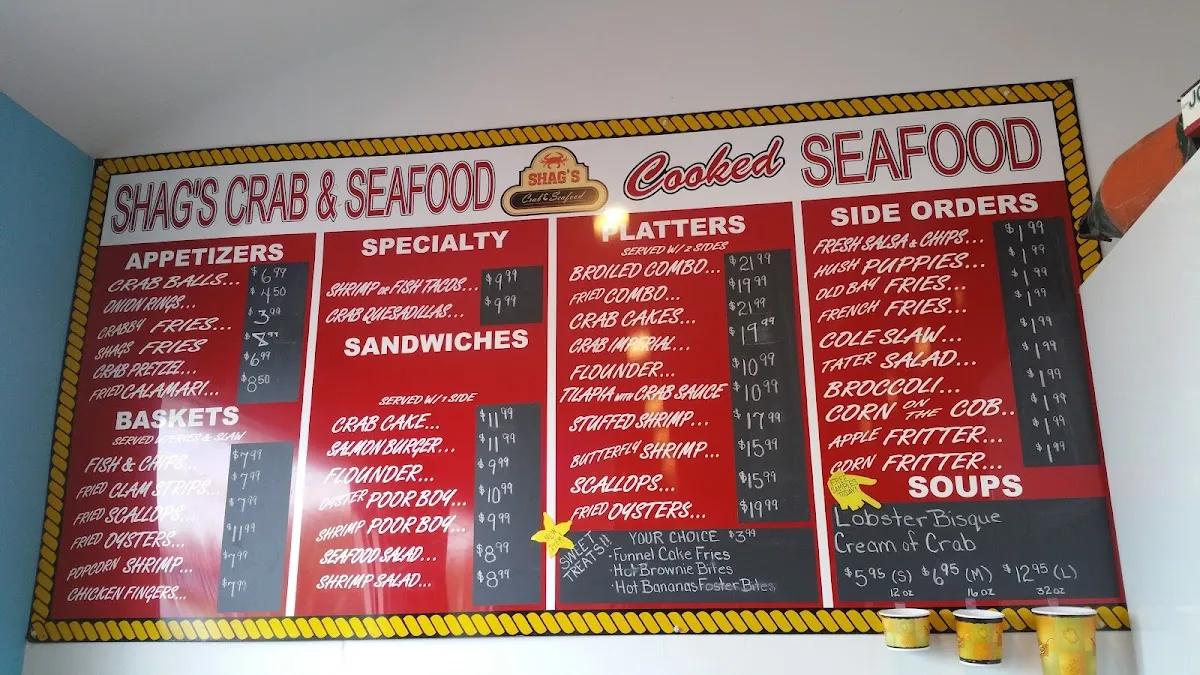 SHAG'S CRAB & SEAFOOD
SHAG'S
Crab & Seafood
Cooked SEAFOOD
APPETIZERS
CRAB BALLS... $6.99
ONION RINGS... $4.50
CRABBY FRIES... $3.99
SHAGS FRIES $8.99
CRAB PRETZEL... $6.99
FRIED CALAMARI... $8.50
BASKETS
SERVED W/ FRIES & SLAW
FISH & CHIPS... $7.99
FRIED CLAM STRIPS... $7.99
FRIED SCALLOPS... $7.99
FRIED OYSTERS... $11.99
POPCORN SHRIMP... $7.99
CHICKEN FINGERS... $7.99
SPECIALTY
SHRIMP OR FISH TACOS... $9.99
CRAB QUESADILLAS... $9.99
SANDWICHES
SERVED W/ 1 SIDE
CRAB CAKE... $11.99
SALMON BURGER... $11.99
FLOUNDER... $9.99
OYSTER POOR BOY... $10.99
SHRIMP POOR BOY... $9.99
SEAFOOD SALAD... $8.99
SHRIMP SALAD... $8.99
PLATTERS
SERVED W/ 2 SIDES
BROILED COMBO... $21.99
FRIED COMBO... $19.99
CRAB CAKES... $21.99
CRAB IMPERIAL... $19.99
FLOUNDER... $10.99
TILAPIA WITH CRAB SAUCE $10.99
STUFFED SHRIMP... $17.99
BUTTERFLY SHRIMP... $15.99
SCALLOPS... $15.99
FRIED OYSTERS... $19.99
SWEET TREATS!!
YOUR CHOICE $3.99
·Funnel Cake Fries
·Hot Brownie Bites
Hot Bananas Foster Bites
SIDE ORDERS
FRESH SALSA & CHIPS... $1.99
HUSH PUPPIES... $1.99
OLD BAY FRIES... $1.99
FRENCH FRIES... $1.99
COLE SLAW... $1.99
TATER SALAD... $1.99
BROCCOLI... $1.99
CORN ON THE COB.. $1.99
APPLE FRITTER... $1.99
CORN FRITTER... $1.99
SOUPS
Lobster Bisque
Cream of Crab
$5.95 (S) $6.95 (M) $12.95 (L)
12 oz 16 oz 32 oz